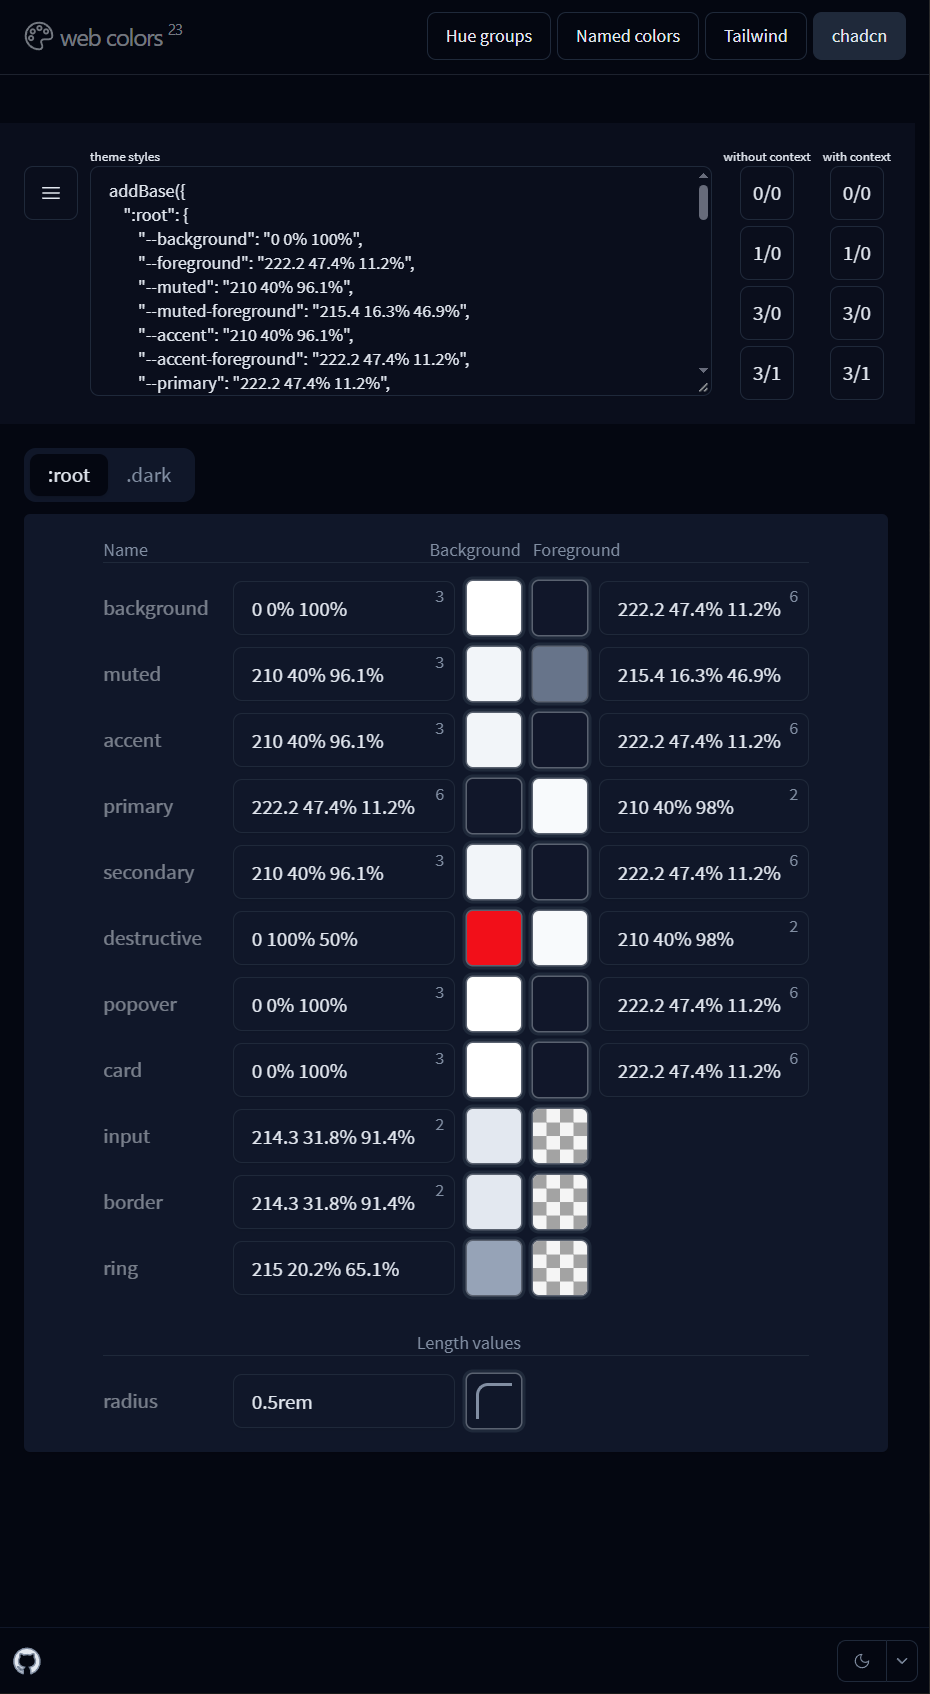 web colors 23
Hue groups
Named colors
Tailwind
chadcn
theme styles
without context
with context
addBase({
":root": {
"--background": "0 0% 100%",
"--foreground": "222.2 47.4% 11.2%",
"--muted": "210 40% 96.1%",
"--muted-foreground": "215.4 16.3% 46.9%",
"--accent": "210 40% 96.1%",
"--accent-foreground": "222.2 47.4% 11.2%",
"--primary": "222.2 47.4% 11.2%",
0/0 0/0
1/0 1/0
3/0 3/0
3/1 3/1
:root .dark
Name Background Foreground
background 0 0% 100% 3 222.2 47.4% 11.2% 6
muted 210 40% 96.1% 3 215.4 16.3% 46.9%
accent 210 40% 96.1% 3 222.2 47.4% 11.2% 6
primary 222.2 47.4% 11.2% 6 210 40% 98% 2
secondary 210 40% 96.1% 3 222.2 47.4% 11.2% 6
destructive 0 100% 50% 210 40% 98% 2
popover 0 0% 100% 3 222.2 47.4% 11.2% 6
card 0 0% 100% 3 222.2 47.4% 11.2% 6
input 214.3 31.8% 91.4% 2
border 214.3 31.8% 91.4% 2
ring 215 20.2% 65.1%
Length values
radius 0.5rem